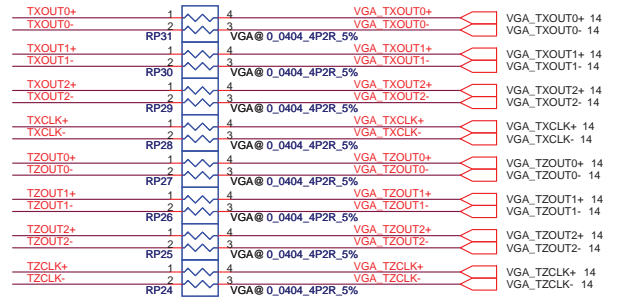 TXOUT0+ 1 4 VGA_TXOUT0+ VGA_TXOUT0+ 14
TXOUT0- 2 3 VGA_TXOUT0- VGA_TXOUT0- 14
RP31 VGA@ 0_0404_4P2R_5%
TXOUT1+ 1 4 VGA_TXOUT1+ VGA_TXOUT1+ 14
TXOUT1- 2 3 VGA_TXOUT1- VGA_TXOUT1- 14
RP30 VGA@ 0_0404_4P2R_5%
TXOUT2+ 1 4 VGA_TXOUT2+ VGA_TXOUT2+ 14
TXOUT2- 2 3 VGA_TXOUT2- VGA_TXOUT2- 14
RP29 VGA@ 0_0404_4P2R_5%
TXCLK+ 1 4 VGA_TXCLK+ VGA_TXCLK+ 14
TXCLK- 2 3 VGA_TXCLK- VGA_TXCLK- 14
RP28 VGA@ 0_0404_4P2R_5%
TZOUT0+ 1 4 VGA_TZOUT0+ VGA_TZOUT0+ 14
TZOUT0- 2 3 VGA_TZOUT0- VGA_TZOUT0- 14
RP27 VGA@ 0_0404_4P2R_5%
TZOUT1+ 1 4 VGA_TZOUT1+ VGA_TZOUT1+ 14
TZOUT1- 2 3 VGA_TZOUT1- VGA_TZOUT1- 14
RP26 VGA@ 0_0404_4P2R_5%
TZOUT2+ 1 4 VGA_TZOUT2+ VGA_TZOUT2+ 14
TZOUT2- 2 3 VGA_TZOUT2- VGA_TZOUT2- 14
RP25 VGA@ 0_0404_4P2R_5%
TZCLK+ 1 4 VGA_TZCLK+ VGA_TZCLK+ 14
TZCLK- 2 3 VGA_TZCLK- VGA_TZCLK- 14
RP24 VGA@ 0_0404_4P2R_5%